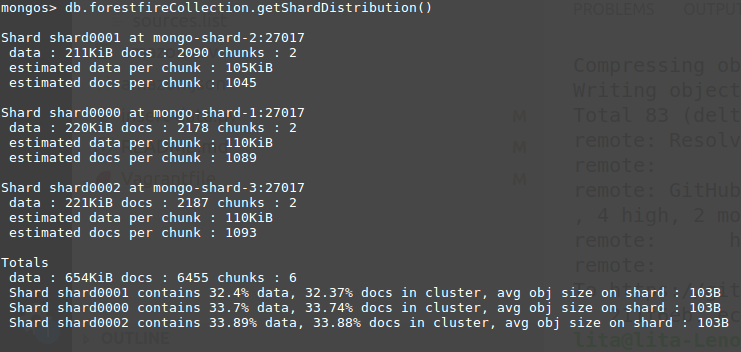 mongos> db.forestfireCollection.getShardDistribution()
Shard shard0001 at mongo-shard-2:27017
data : 211KiB docs : 2090 chunks : 2
estimated data per chunk : 105KiB
estimated docs per chunk : 1045
Shard shard0000 at mongo-shard-1:27017
data : 220KiB docs : 2178 chunks : 2
estimated data per chunk : 110KiB
estimated docs per chunk : 1089
Shard shard0002 at mongo-shard-3:27017
data : 221KiB docs : 2187 chunks : 2
estimated data per chunk : 110KiB
estimated docs per chunk : 1093
Totals
data : 654KiB docs : 6455 chunks : 6
Shard shard0001 contains 32.4% data, 32.37% docs in cluster, avg obj size on shard : 103B
Shard shard0000 contains 33.7% data, 33.74% docs in cluster, avg obj size on shard : 103B
Shard shard0002 contains 33.89% data, 33.88% docs in cluster, avg obj size on shard : 103B
sources.list
M
M
Vagrantfile
M
OUTLINE
PROBLEMS OUTPU
Compressing ob
Writing object
Total 83 (delt
remote: Resolv
remote:
remote: GitHub
, 4 high, 2 mo
remote: h
remote:
lita@lita-Leno